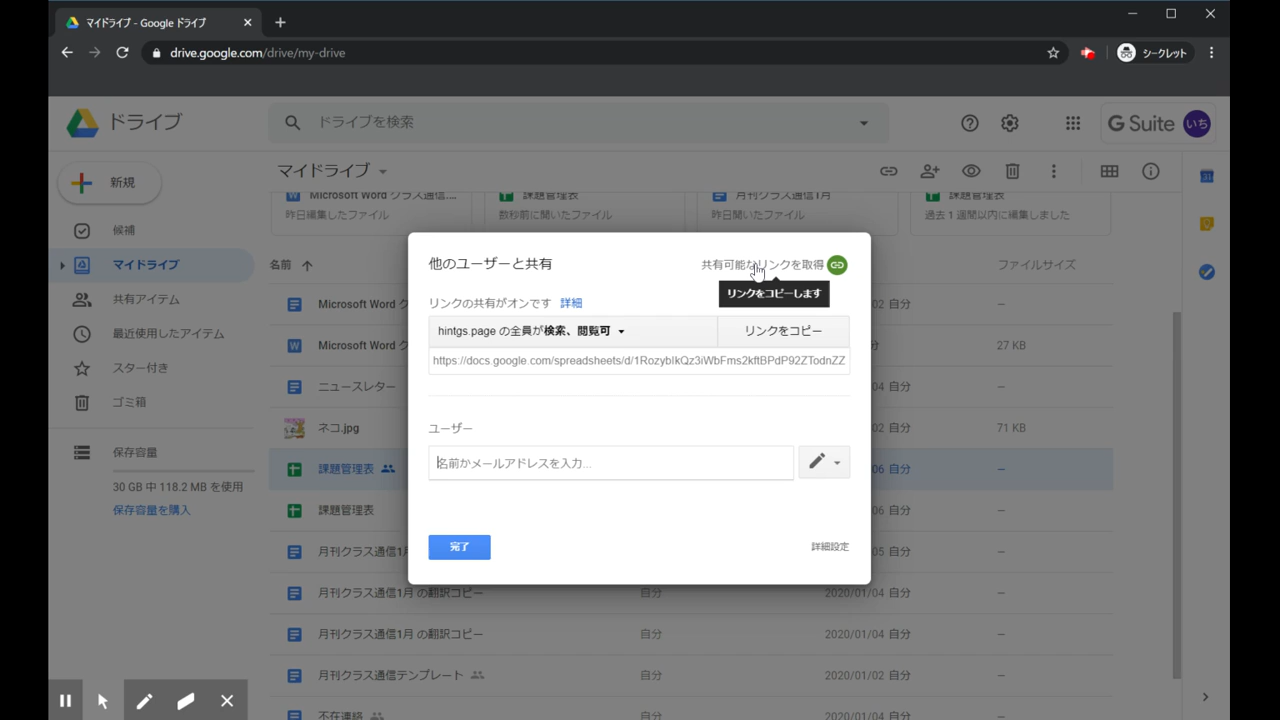 マイドライブ - Google ドライブ
drive.google.com/drive/my-drive
シークレット
ドライブ
ドライブを検索
G Suite
いち
新規
マイドライブ
Microsoft Word クラス通信....
課題管理表
月刊クラス通信1月
課題管理表
昨日編集したファイル
数秒前に開いたファイル
昨日開いたファイル
過去 1 週間以内に編集しました
候補
マイドライブ
共有アイテム
最近使用したアイテム
スター付き
ゴミ箱
保存容量
30 GB 中 118.2 MB を使用
保存容量を購入
名前
ファイルサイズ
他のユーザーと共有
共有可能なリンクを取得
リンクをコピーします
リンクの共有がオンです 詳細
hintgs.page の全員が検索、閲覧可
リンクをコピー
https://docs.google.com/spreadsheets/d/1RozybIkQz3iWbFms2kftBPdP92ZTodnZZ
ユーザー
名前かメールアドレスを入力...
完了
詳細設定
Microsoft Word ク
02 自分
–
Microsoft Word ク
分
27 KB
ニュースレター
04 自分
–
ネコ.jpg
02 自分
71 KB
課題管理表
06 自分
–
課題管理表
06 自分
–
月刊クラス通信1月
05 自分
–
月刊クラス通信1月 の翻訳コピー
自分
2020/01/04 自分
–
月刊クラス通信1月 の翻訳コピー
自分
2020/01/04 自分
–
月刊クラス通信テンプレート
自分
2020/01/02 自分
–
不在連絡
自分
2020/01/06 自分
–